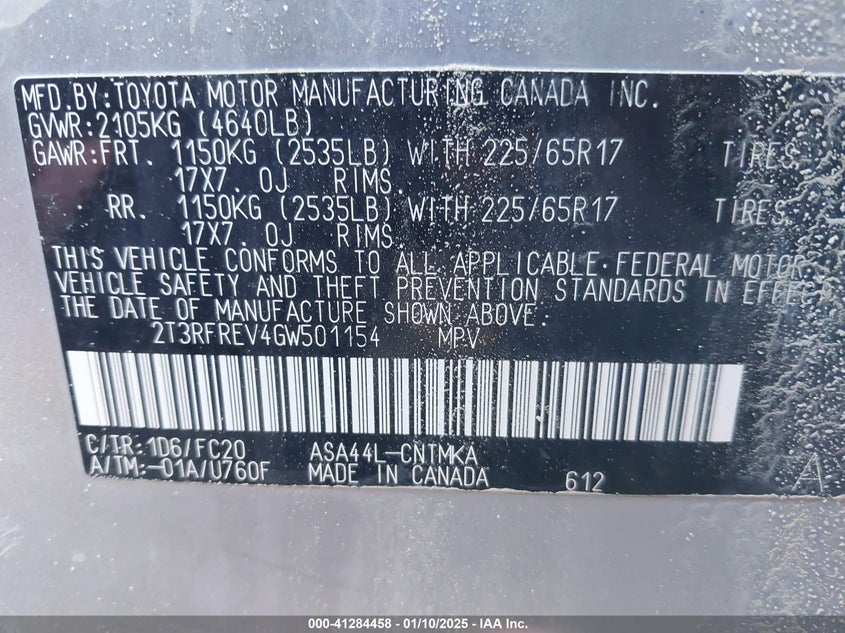 MFD.BY:TOYOTA MOTOR MANUFACTURING CANADA INC.
GVWR:2105KG (4640LB)
GAWR:FRT. 1150KG (2535LB) WITH 225/65R17 TIRES
17X7.0J RIMS
RR. 1150KG (2535LB) WITH 225/65R17 TIRES
17X7.0J RIMS
THIS VEHICLE CONFORMS TO ALL APPLICABLE FEDERAL MOTOR
VEHICLE SAFETY AND THEFT PREVENTION STANDARDS IN EFFECT
THE DATE OF MANUFACTURE SHOWN ABOVE.
2T3RFREV4GW501154 MPV
C/TR:1D6/FC20 ASA44L-CNTMKA
A/TM:-01A/U760F MADE IN CANADA 612 A
000-41284458 - 01/10/2025 - IAA Inc.